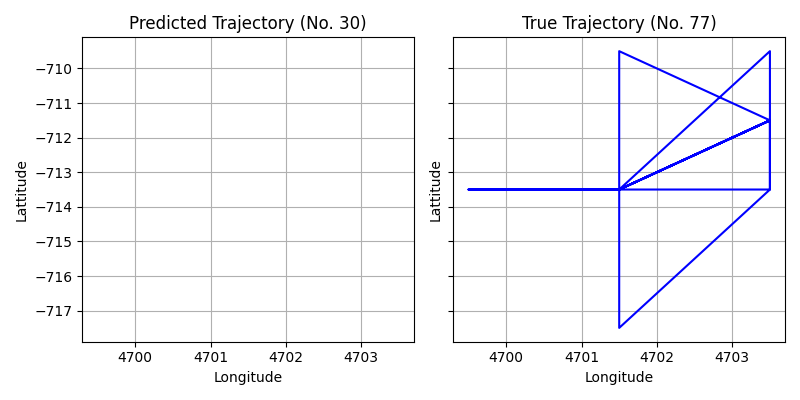 Predicted Trajectory (No. 30)
−710
−711
−712
−713
−714
−715
−716
−717
Lattitude
4700 4701 4702 4703
Longitude
True Trajectory (No. 77)
Lattitude
4700 4701 4702 4703
Longitude